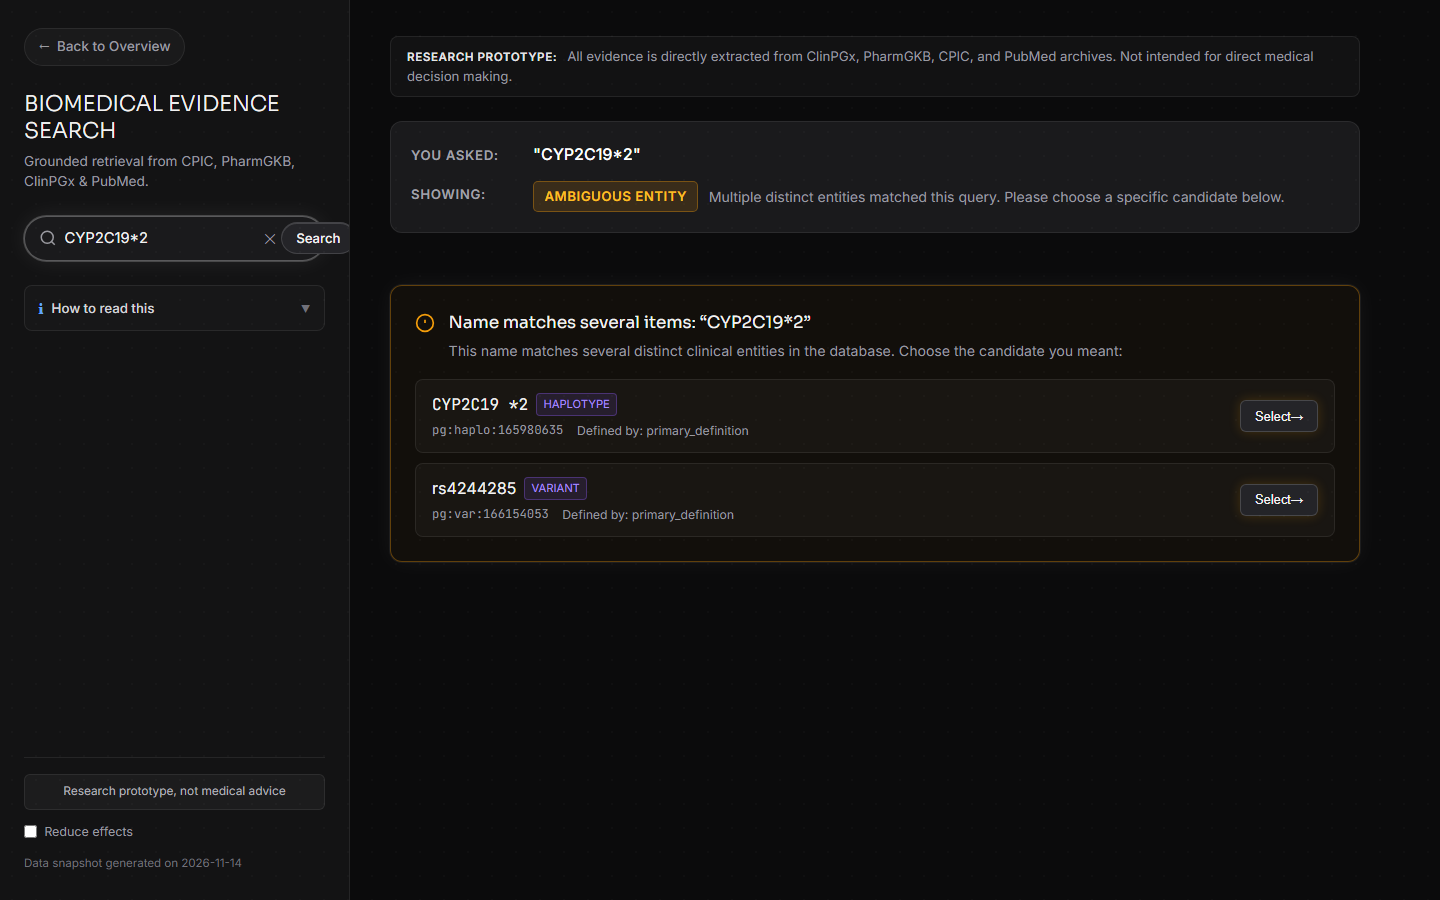 ← Back to Overview
BIOMEDICAL EVIDENCE
SEARCH
Grounded retrieval from CPIC, PharmGKB,
ClinPGx & PubMed.
CYP2C19*2
Search
How to read this
Research prototype, not medical advice
Reduce effects
Data snapshot generated on 2026-11-14
RESEARCH PROTOTYPE: All evidence is directly extracted from ClinPGx, PharmGKB, CPIC, and PubMed archives. Not intended for direct medical
decision making.
YOU ASKED: "CYP2C19*2"
SHOWING: AMBIGUOUS ENTITY Multiple distinct entities matched this query. Please choose a specific candidate below.
Name matches several items: “CYP2C19*2”
This name matches several distinct clinical entities in the database. Choose the candidate you meant:
CYP2C19 *2 HAPLOTYPE
pg:haplo:165980635 Defined by: primary_definition
Select→
rs4244285 VARIANT
pg:var:166154053 Defined by: primary_definition
Select→